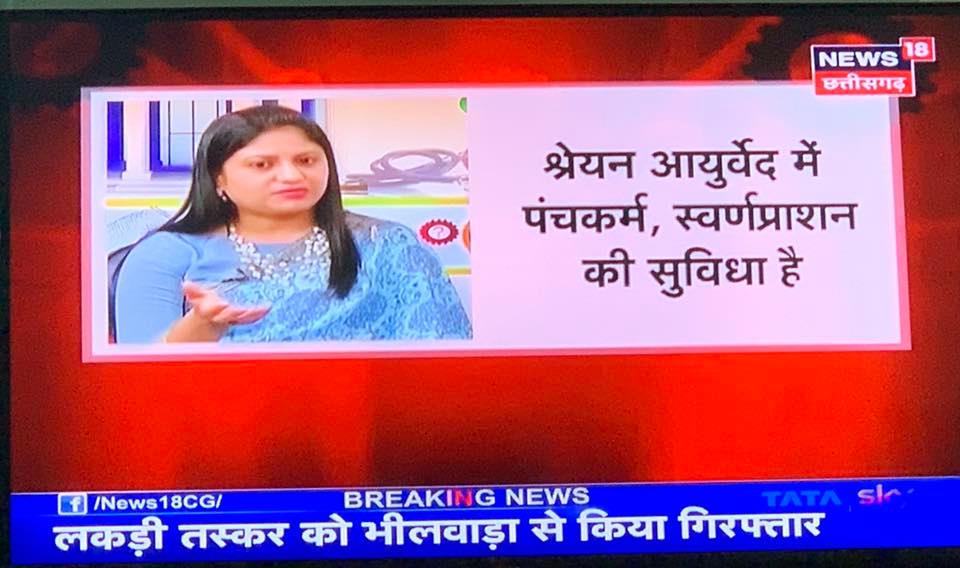 NEWS 18
छत्तीसगढ़
श्रेयन आयुर्वेद में
पंचकर्म, स्वर्णप्राशन
की सुविधा है
f /News18CG/
BREAKING NEWS
TATA sky
लकड़ी तस्कर को भीलवाड़ा से किया गिरफ्तार